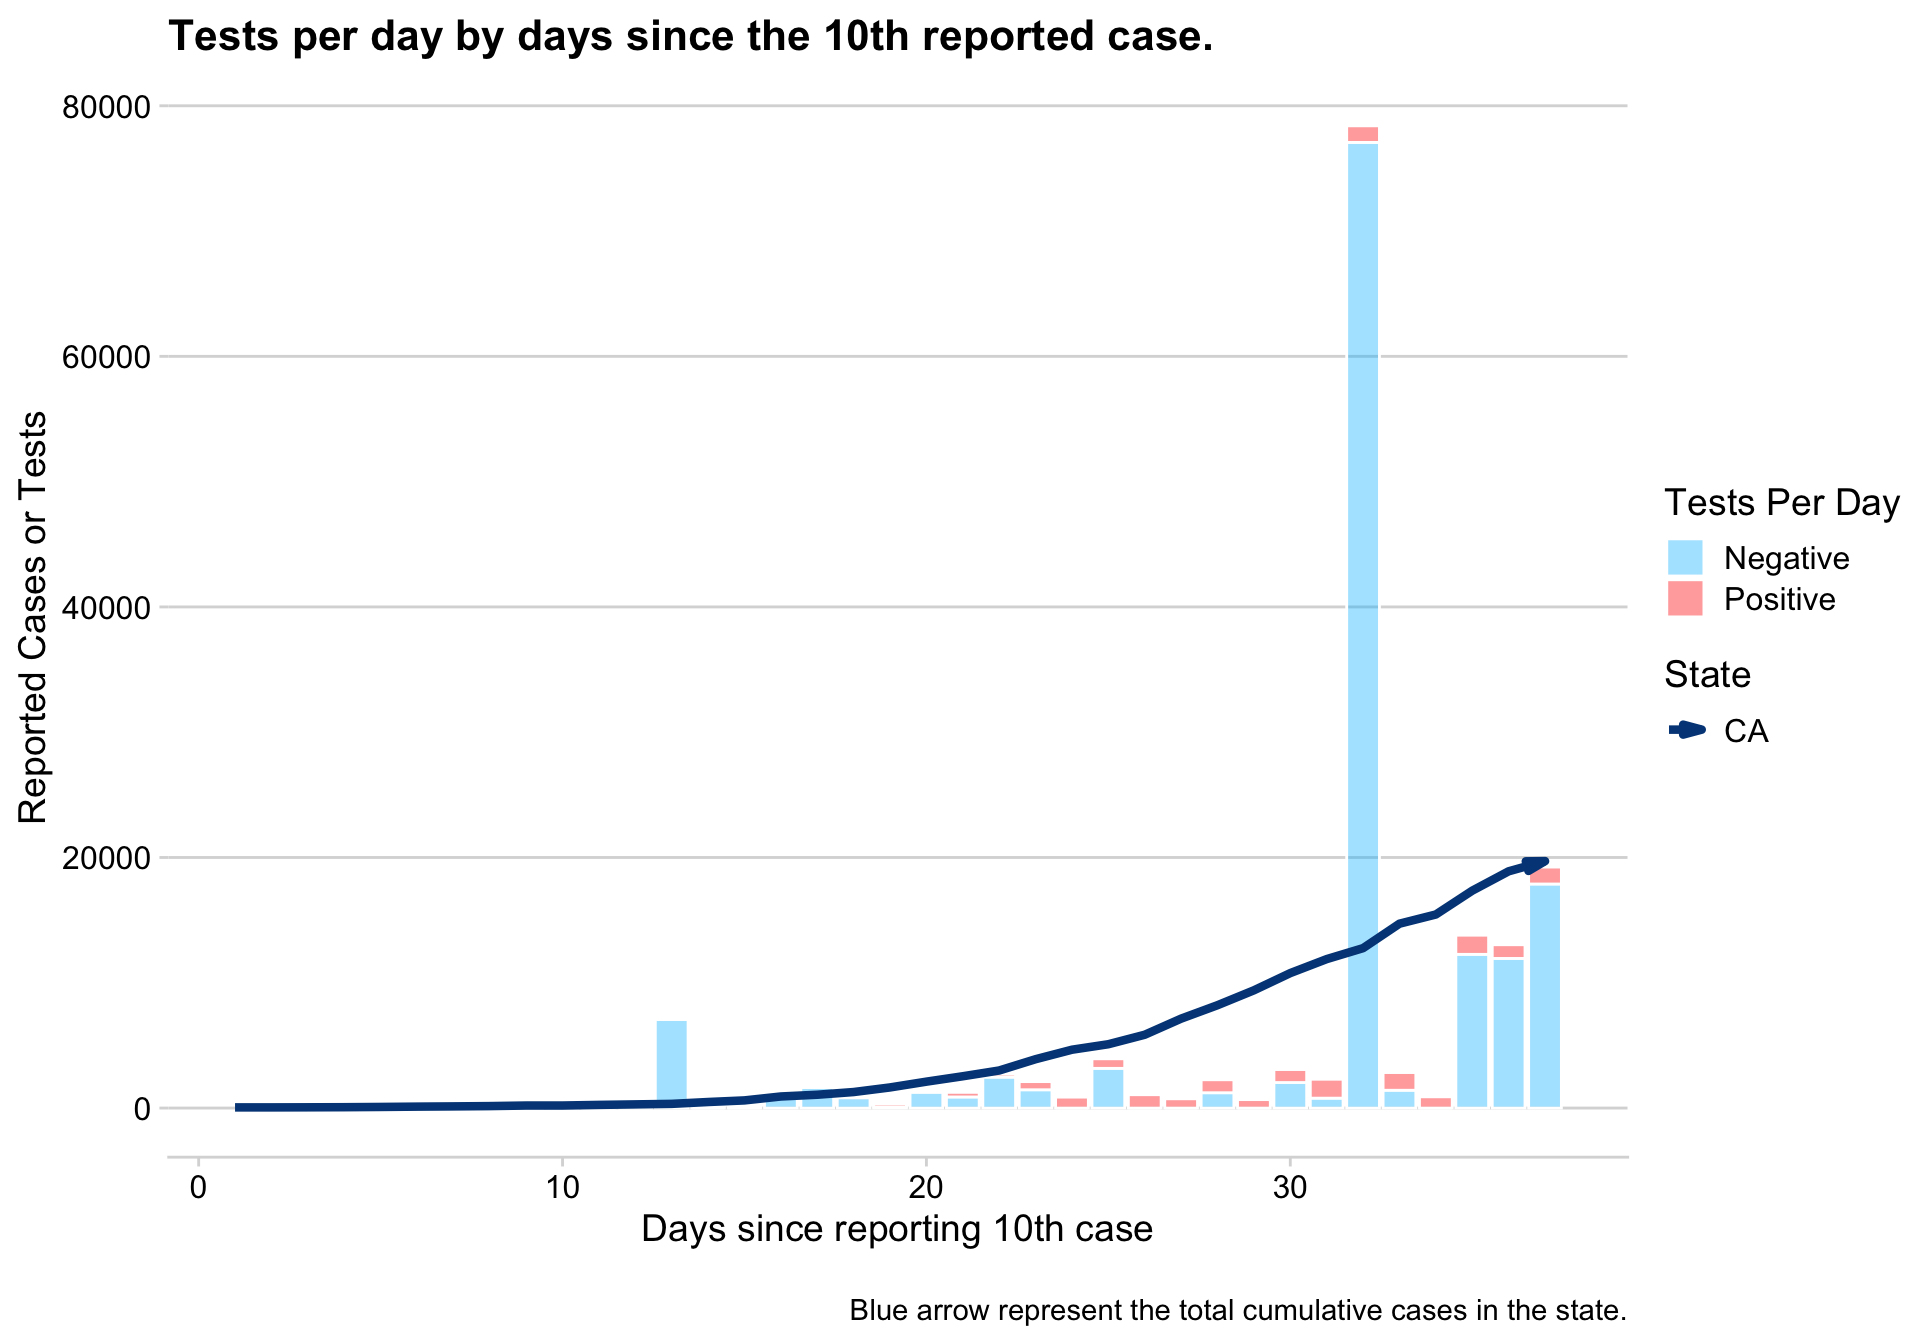 Tests per day by days since the 10th reported case.
80000
60000
40000
20000
0
Reported Cases or Tests
0 10 20 30
Days since reporting 10th case
Tests Per Day
Negative
Positive
State
CA
Blue arrow represent the total cumulative cases in the state.